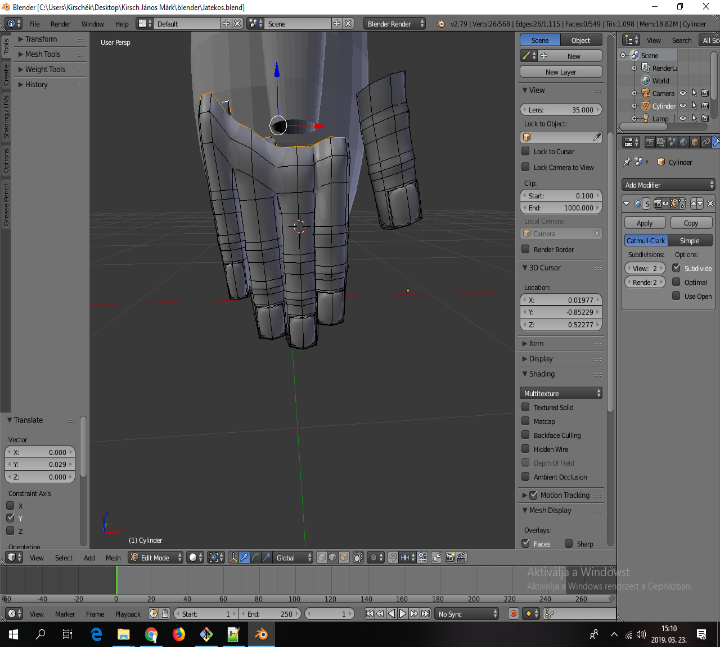 Blender [C:\Users\Kirschéi\Desktop\Kirsch János Márk\blender\Jatekos.blend]
File Render Window Help Default Scene Blender Render v2.79 | Verts:26/568 | Edges:26/1,115 | Faces:0/549 | Tris:1,098 | Mem:18.82M | Cylinder
Tools
Create
Shading / UVs
Options
Grease Pencil
Transform
Mesh Tools
Weight Tools
History
User Persp
(1) Cylinder
Translate
Vector
X: 0.000
Y: 0.029
Z: 0.000
Constraint Axis
X
Y
Z
Orientation
Scene Object
New
New Layer
View
Lens: 35.000
Lock to Object:
Lock to Cursor
Lock Camera to View
Clip:
Start: 0.100
End: 1000.000
Local Camera:
Camera
Render Border
3D Cursor
Location:
X: 0.01977
Y: -0.85229
Z: 0.52277
Item
Display
Shading
Multitexture
Textured Solid
Matcap
Backface Culling
Hidden Wire
Depth Of Field
Ambient Occlusion
Motion Tracking
Mesh Display
Overlays:
Faces Sharp
View Search All Sc
Scene
RenderL
World
Camera
Cylinder
Lamp
Cylinder
Add Modifier
S
Apply Copy
Catmull-Clark Simple
Subdivisions: Options:
View: 2 Subdivide
Rende: 2 Optimal
Use Open
View Select Add Mesh Edit Mode Global
Aktiválja a Windowst
Aktiválja a Windows rendszert a Gépházban.
-60 -40 -20 0 20 40 60 80 100 120 140 160 180 200 220 240 260
View Marker Frame Playback Start: 1 End: 250 1 No Sync
15:10
2019. 03. 23.